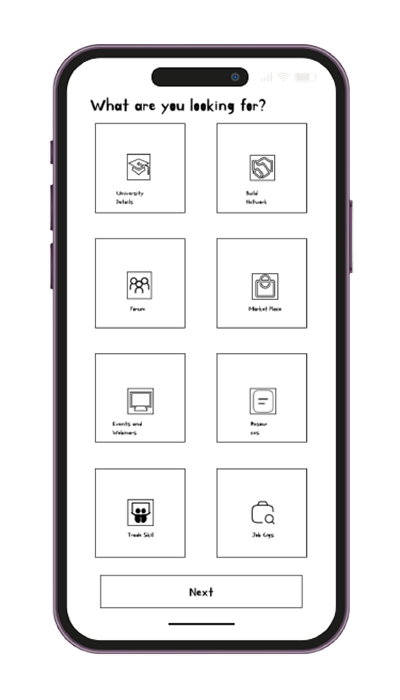 What are you looking for?
University
Details
Build
Network
Forum
Market Place
Events and
Webinars
Resour
ces
Trade Skill
Job Gigs
Next